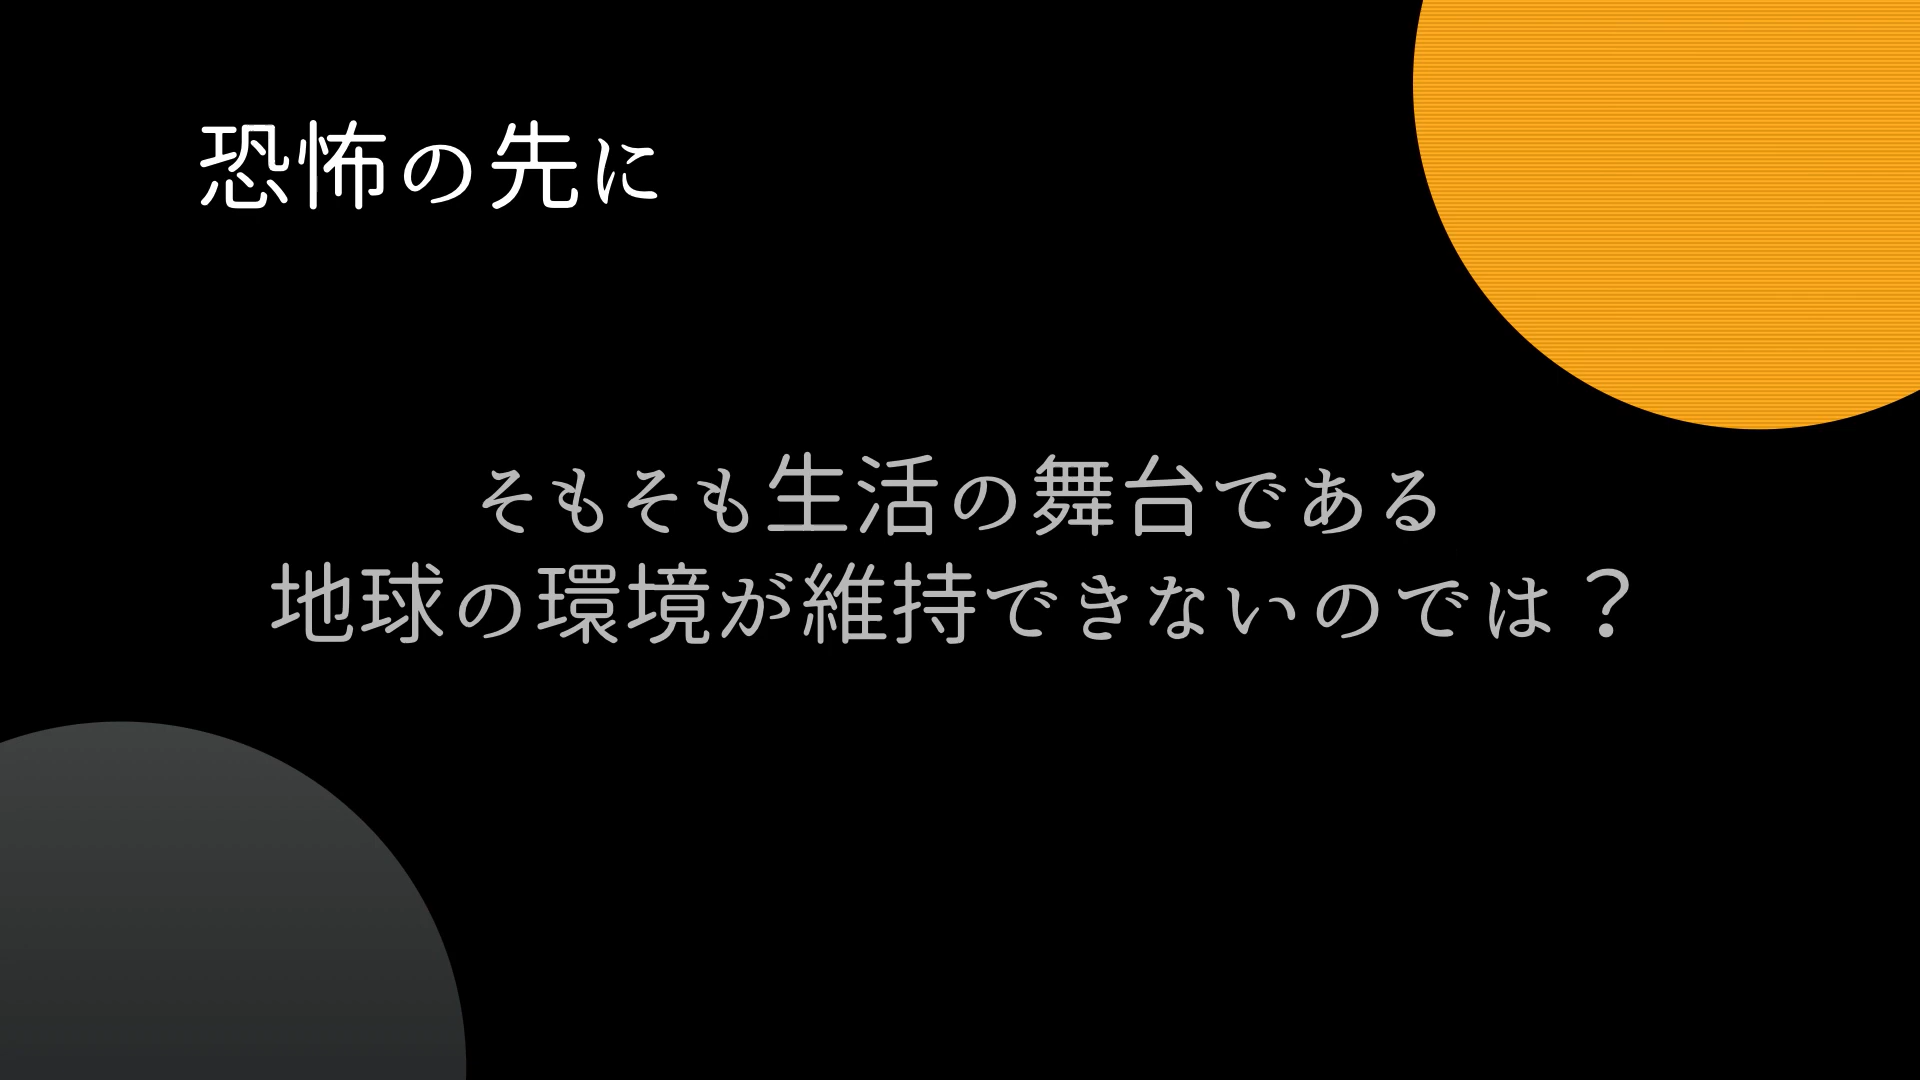 恐怖の先に
そもそも生活の舞台である
地球の環境が維持できないのでは？